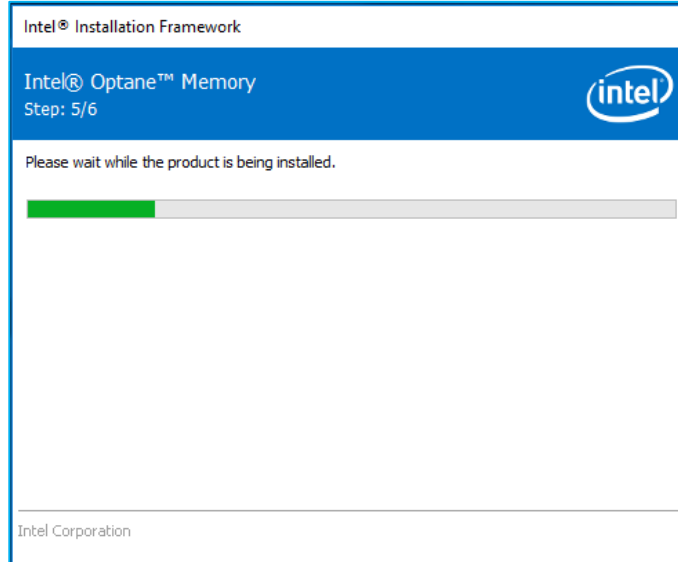 Intel® Installation Framework
Intel® Optane™ Memory
Step: 5/6
intel
Please wait while the product is being installed.
Intel Corporation